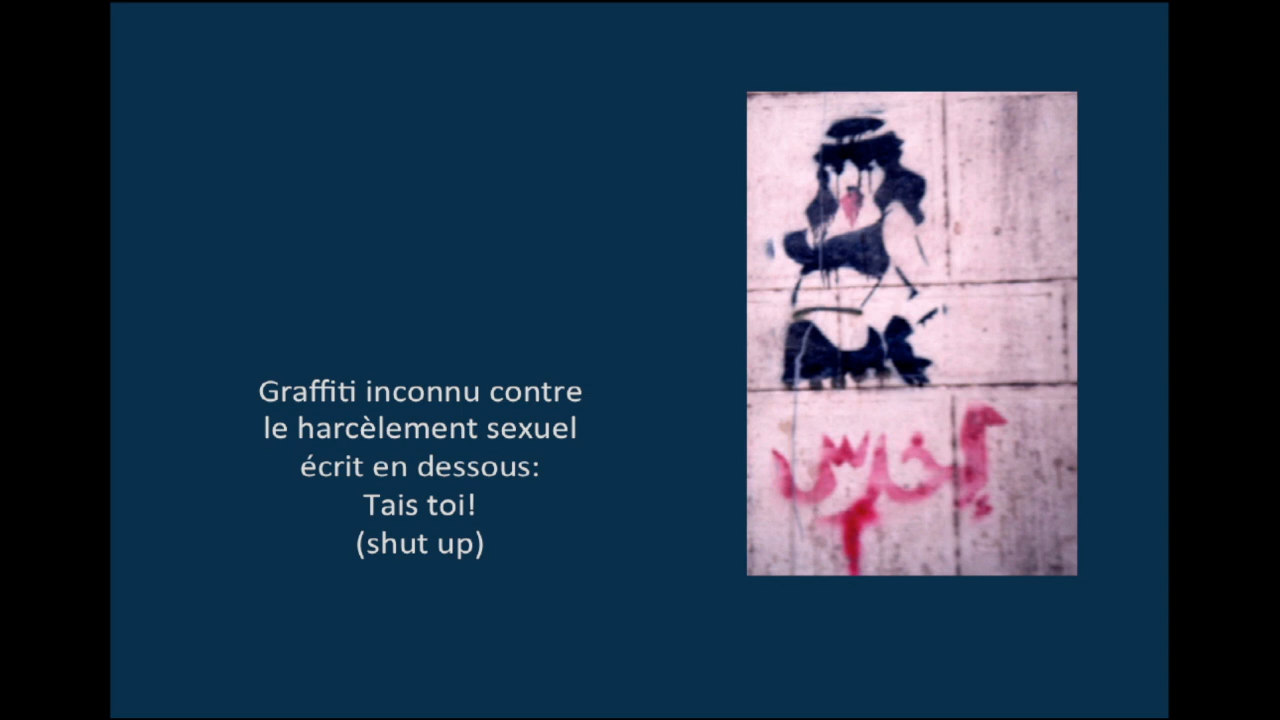 Graffiti inconnu contre
le harcèlement sexuel
écrit en dessous:
Tais toi!
(shut up)
إخرس